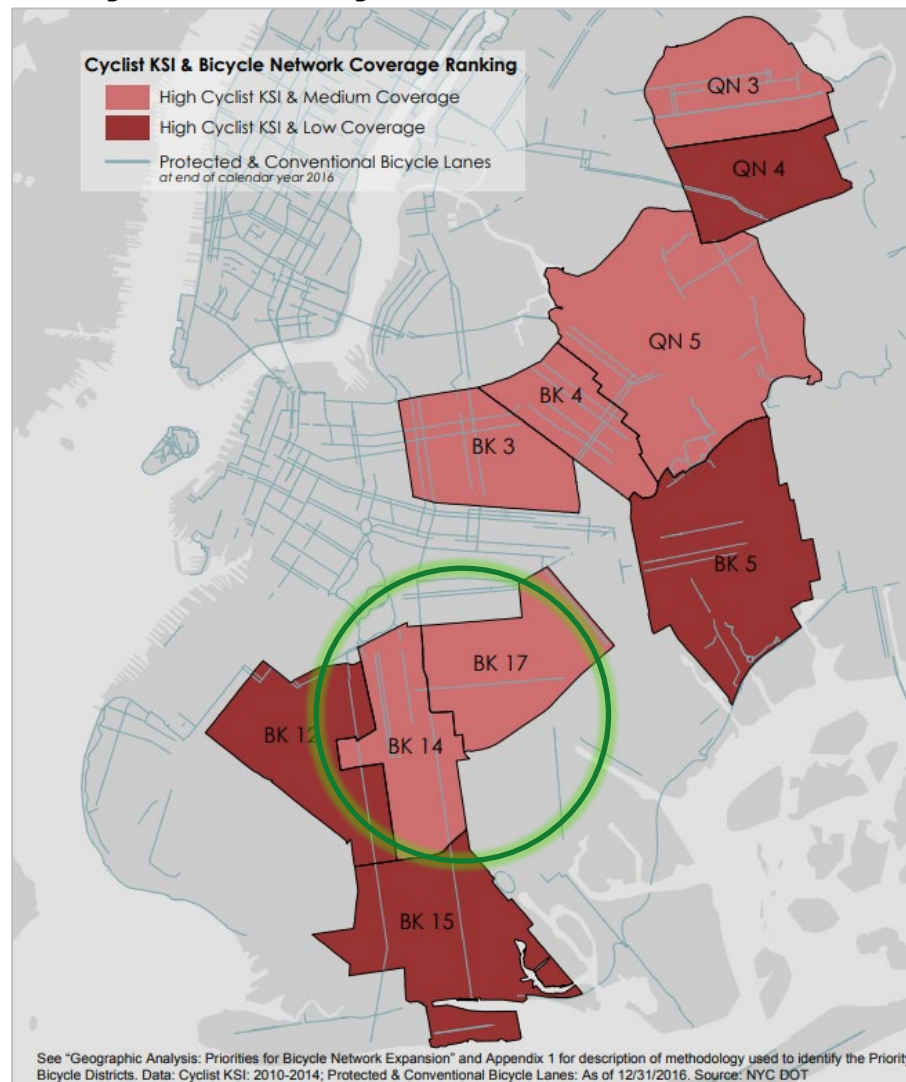 Cyclist KSI & Bicycle Network Coverage Ranking
High Cyclist KSI & Medium Coverage
High Cyclist KSI & Low Coverage
Protected & Conventional Bicycle Lanes
at end of calendar year 2016
QN 3
QN 4
QN 5
BK 4
BK 3
BK 5
BK 17
BK 12
BK 14
BK 15
See "Geographic Analysis: Priorities for Bicycle Network Expansion" and Appendix 1 for description of methodology used to identify the Priority
Bicycle Districts. Data: Cyclist KSI: 2010-2014; Protected & Conventional Bicycle Lanes: As of 12/31/2016. Source: NYC DOT